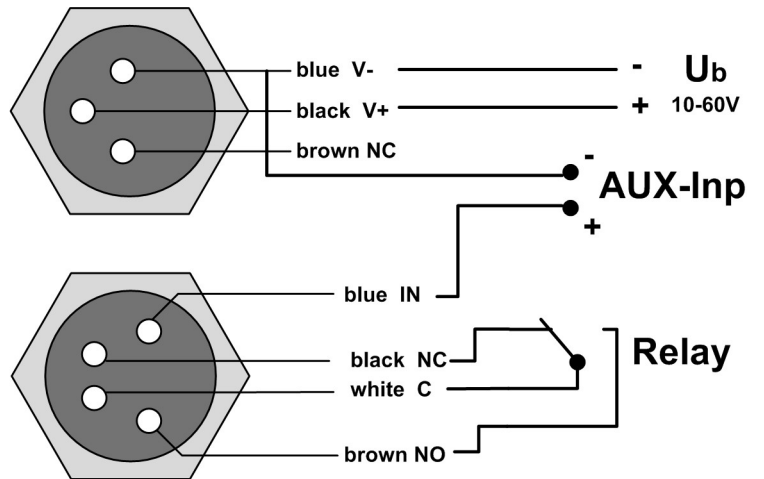 blue V- - Ub
black V+ + 10-60V
brown NC
-
AUX-Inp
+
blue IN
black NC
Relay
white C
brown NO